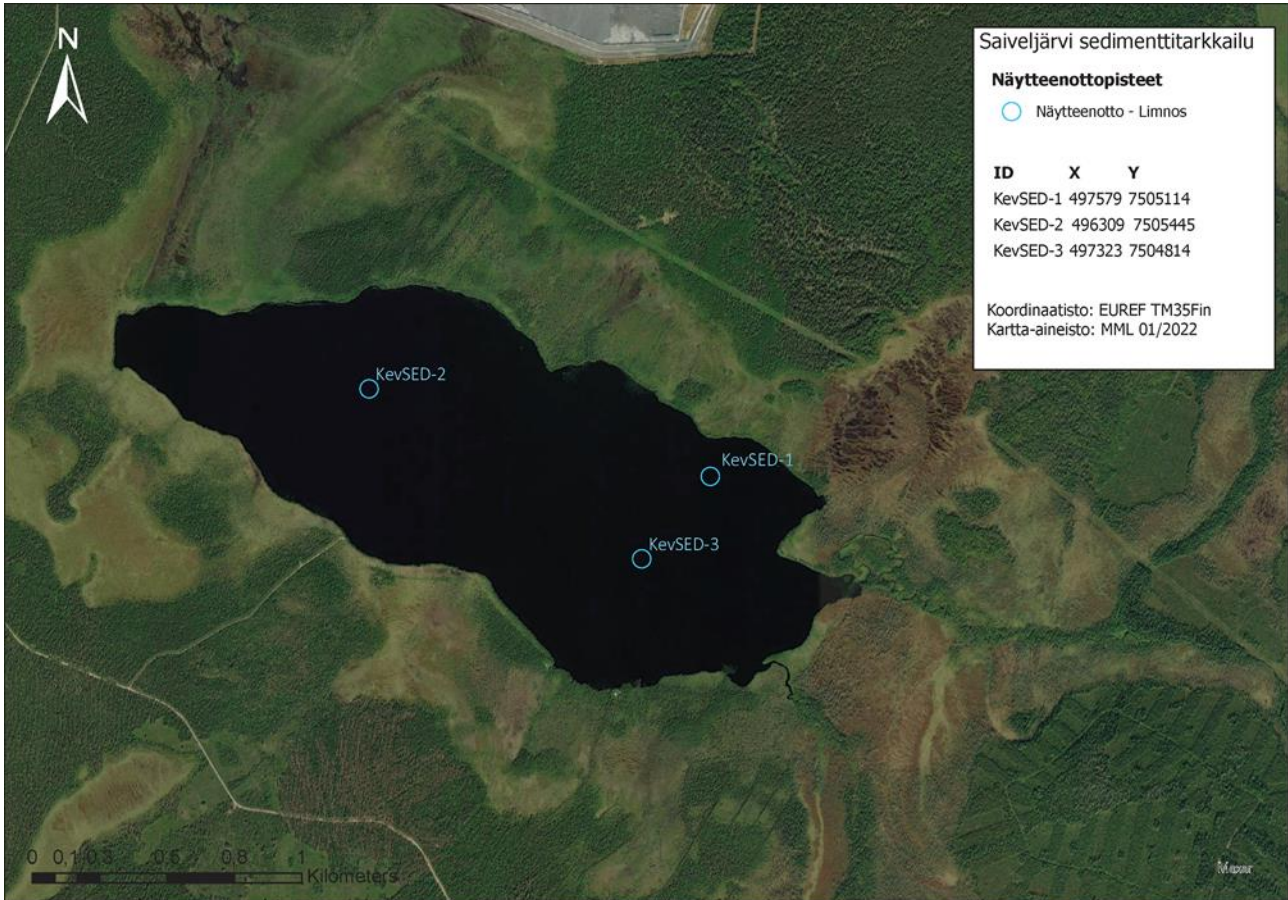 N
Saiveljärvi sedimenttitarkkailu
Näytteenottopisteet
Näytteenotto - Limnos
ID X Y
KevSED-1 497579 7505114
KevSED-2 496309 7505445
KevSED-3 497323 7504814
Koordinaatisto: EUREF TM35Fin
Kartta-aineisto: MML 01/2022
KevSED-2
KevSED-1
KevSED-3
0 0,1 0,3 0,5 0,8 1
Kilometers